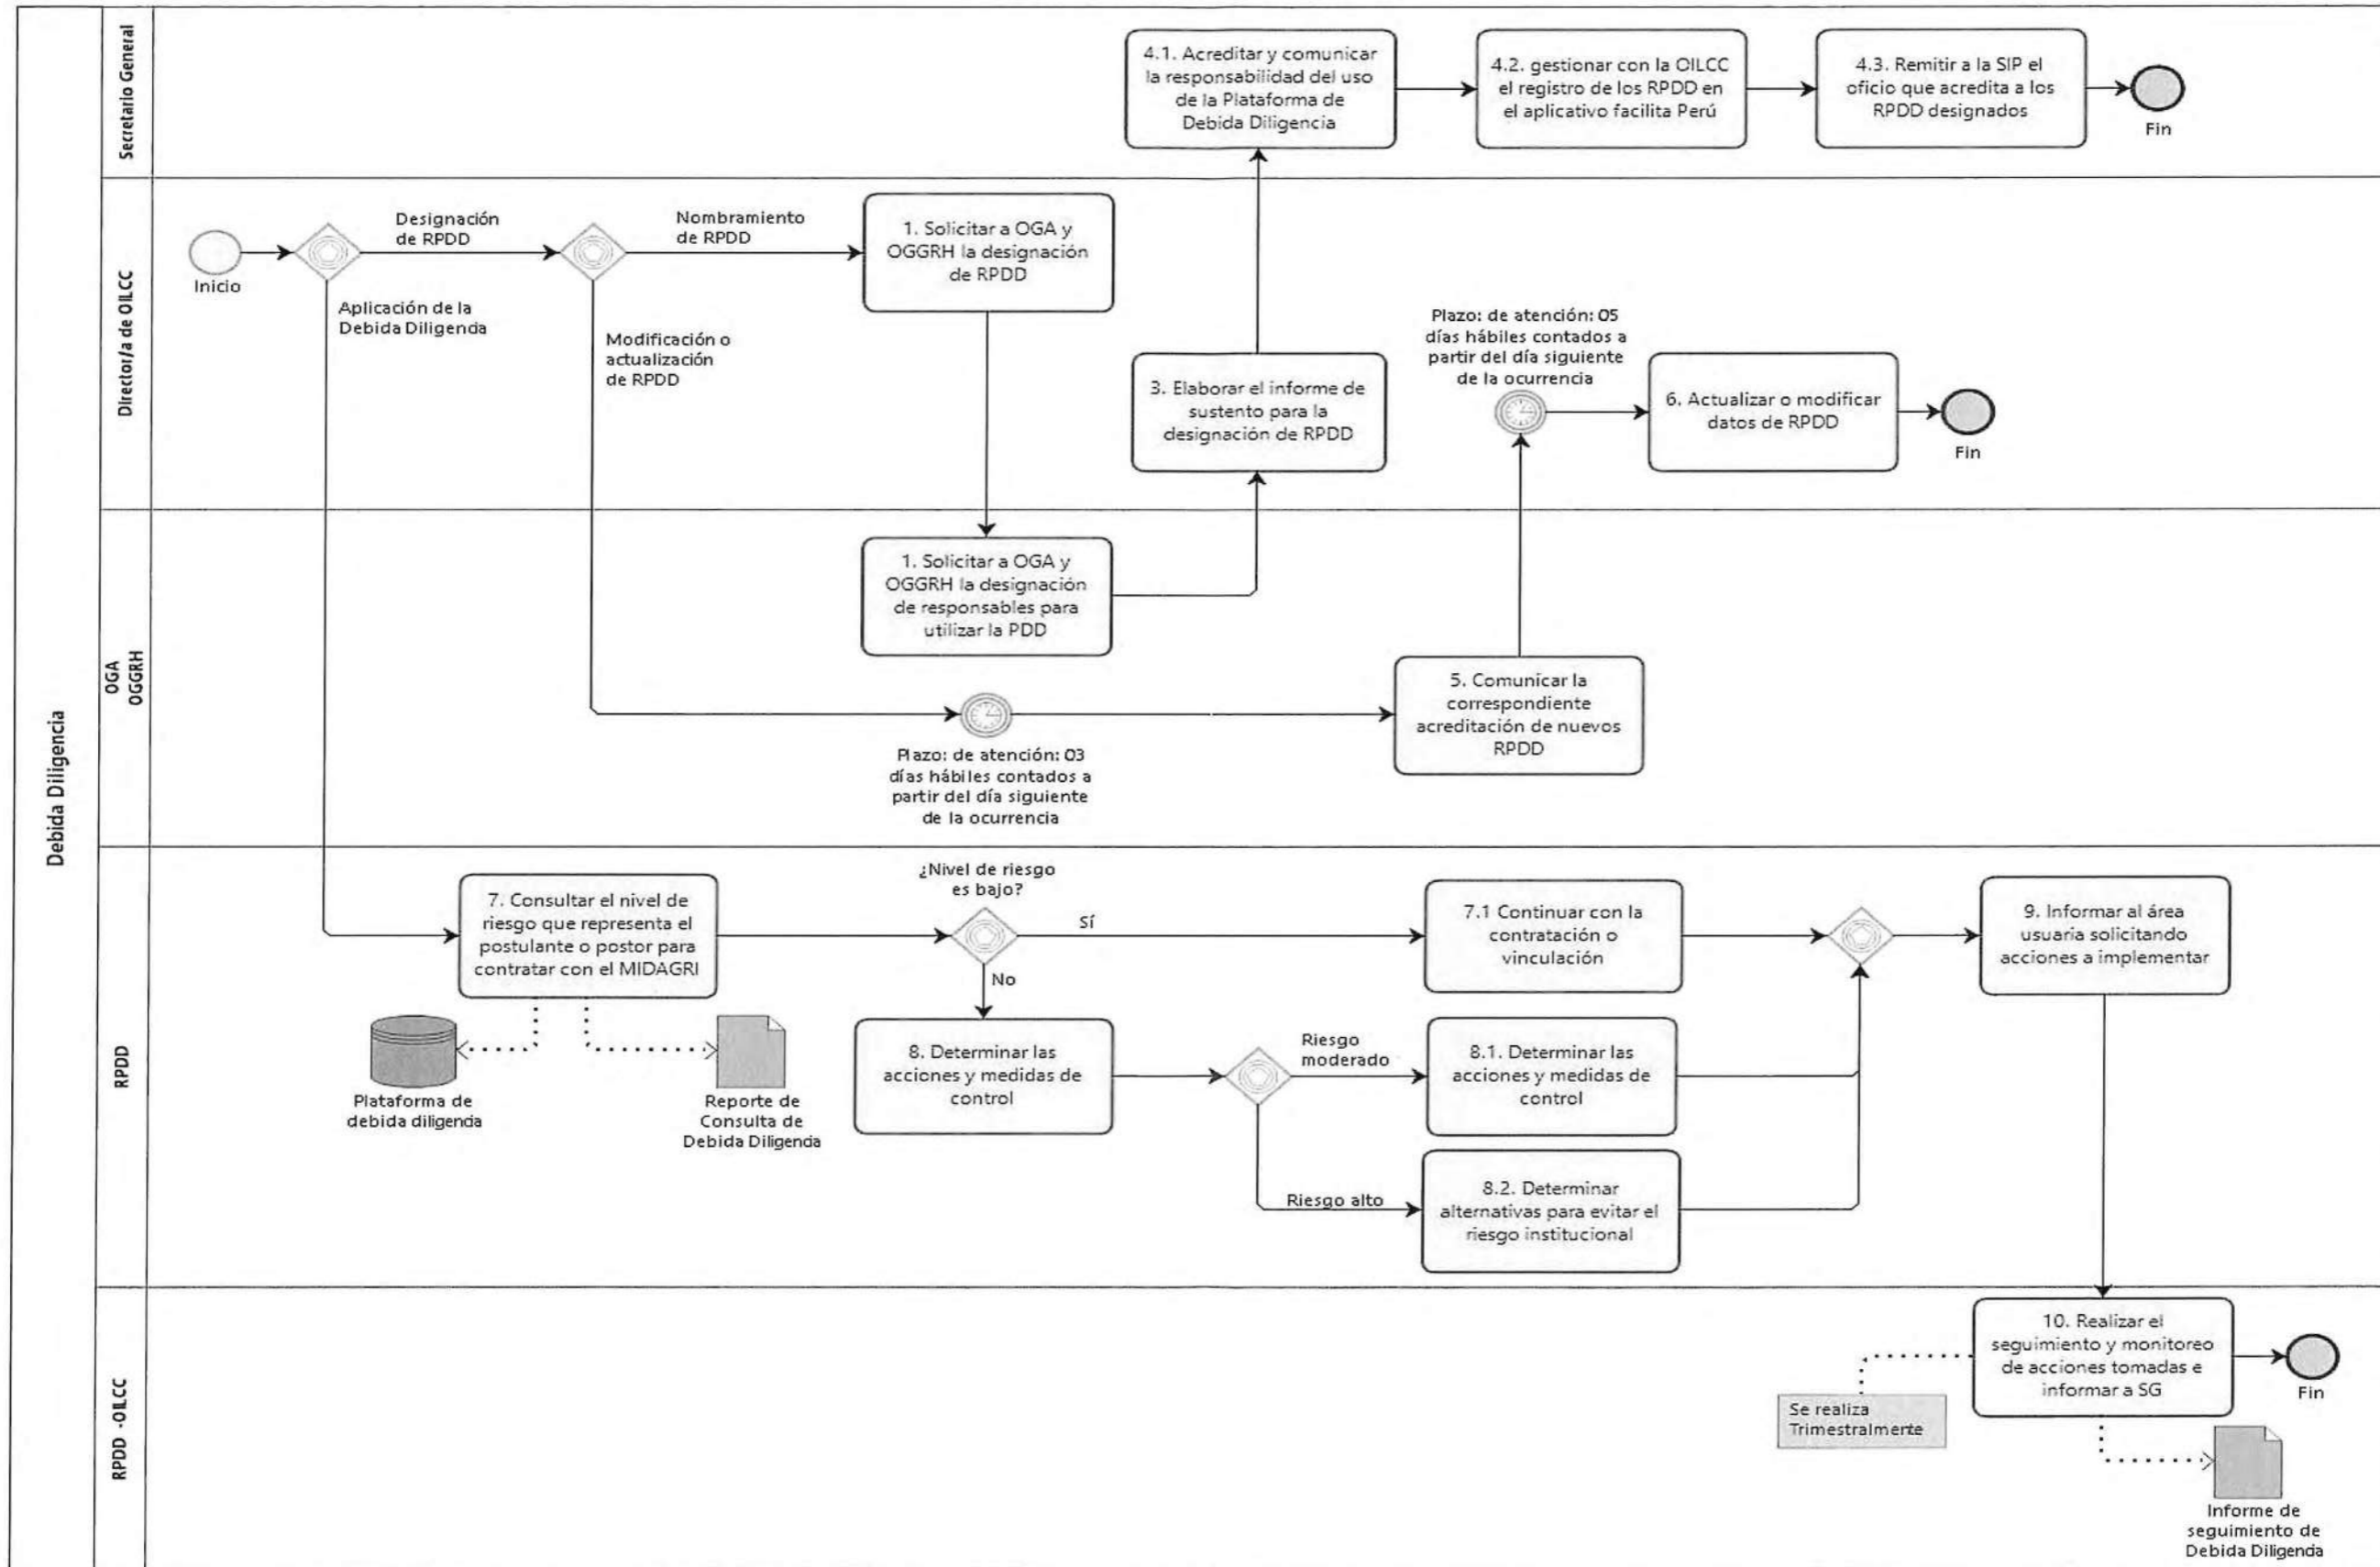 Debida Diligencia
Secretario General
4.1. Acreditar y comunicar
la responsabilidad del uso
de la Plataforma de
Debida Diligencia
4.2. gestionar con la OILCC
el registro de los RPDD en
el aplicativo facilita Perú
4.3. Remitir a la SIP el
oficio que acredita a los
RPDD designados
Fin
Director/a de OILCC
Inicio
Designación
de RPDD
Aplicación de la
Debida Diligencia
Nombramiento
de RPDD
Modificación o
actualización
de RPDD
1. Solicitar a OGA y
OGGRH la designación
de RPDD
3. Elaborar el informe de
sustento para la
designación de RPDD
Plazo: de atención: 05
días hábiles contados a
partir del día siguiente
de la ocurrencia
6. Actualizar o modificar
datos de RPDD
Fin
OGA
OGGRH
1. Solicitar a OGA y
OGGRH la designación
de responsables para
utilizar la PDD
Plazo: de atención: 03
días hábiles contados a
partir del día siguiente
de la ocurrencia
5. Comunicar la
correspondiente
acreditación de nuevos
RPDD
RPDD
7. Consultar el nivel de
riesgo que representa el
postulante o postor para
contratar con el MIDAGRI
Plataforma de
debida diligencia
Reporte de
Consulta de
Debida Diligencia
¿Nivel de riesgo
es bajo?
Sí
No
7.1 Continuar con la
contratación o
vinculación
8. Determinar las
acciones y medidas de
control
Riesgo
moderado
8.1. Determinar las
acciones y medidas de
control
Riesgo alto
8.2. Determinar
alternativas para evitar el
riesgo institucional
9. Informar al área
usuaria solicitando
acciones a implementar
RPDD -OILCC
10. Realizar el
seguimiento y monitoreo
de acciones tomadas e
informar a SG
Se realiza
Trimestralmente
Fin
Informe de
seguimiento de
Debida Diligencia